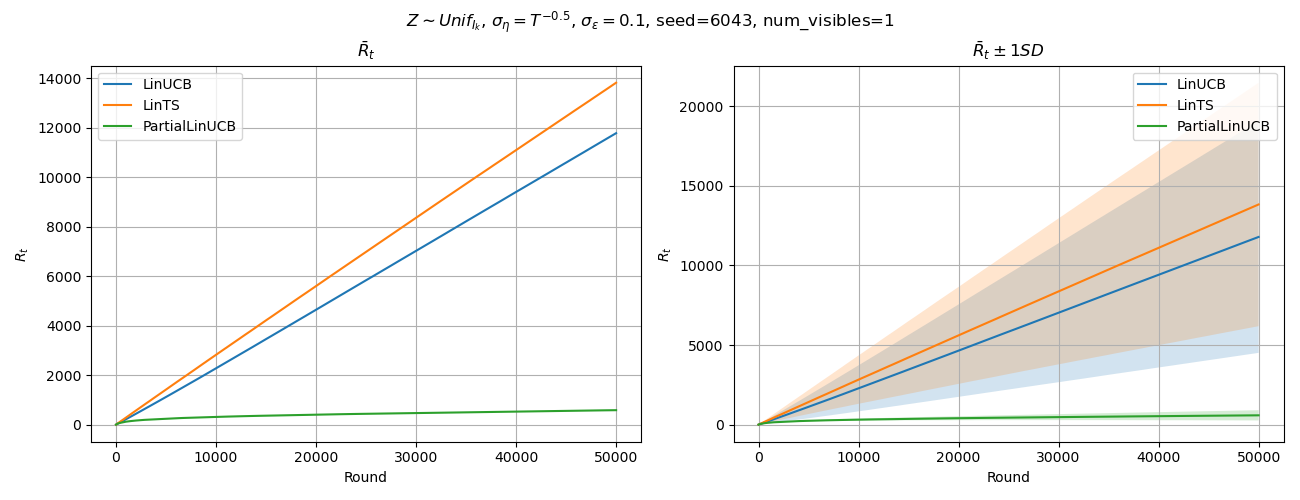 Z ~ Unif_{I_k}, σ_η = T^{-0.5}, σ_ε = 0.1, seed=6043, num_visibles=1
R̄_t
14000
12000
10000
8000
6000
4000
2000
0
R_t
LinUCB
LinTS
PartialLinUCB
0 10000 20000 30000 40000 50000
Round
R̄_t ± 1SD
20000
15000
10000
5000
0
R_t
LinUCB
LinTS
PartialLinUCB
0 10000 20000 30000 40000 50000
Round